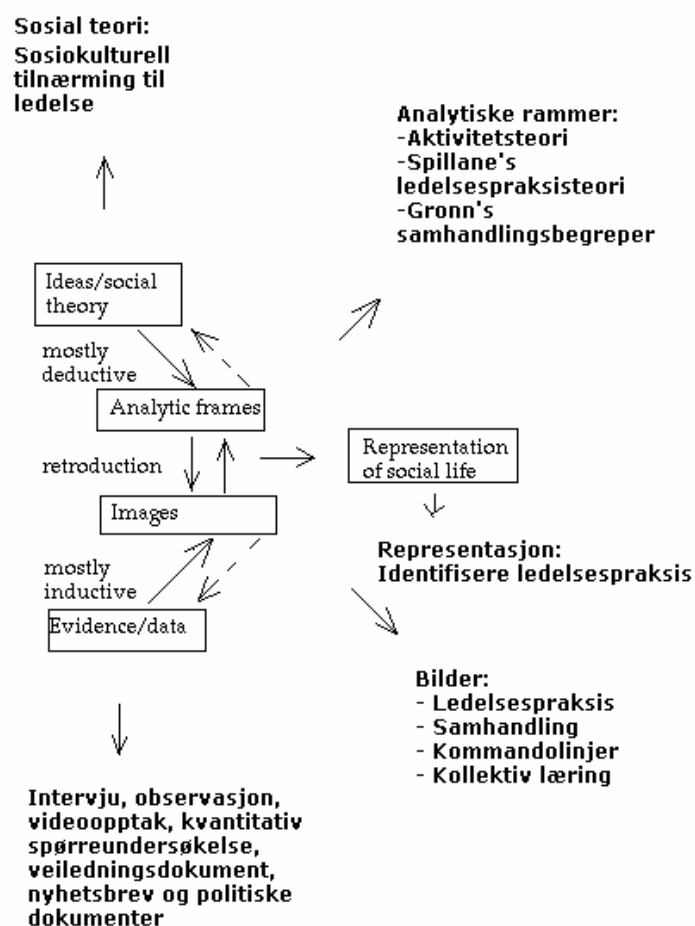 Sosial teori:
Sosiokulturell
tilnærming til
ledelse
Analytiske rammer:
-Aktivitetsteori
-Spillane's
ledelsespraksisteori
-Gronn's
samhandlingsbegreper
Ideas/social
theory
mostly
deductive
Analytic frames
retroduction
Representation
of social life
Images
Representasjon:
Identifisere ledelsespraksis
mostly
inductive
Evidence/data
Bilder:
- Ledelsespraksis
- Samhandling
- Kommandolinjer
- Kollektiv læring
Intervju, observasjon,
videoopptak, kvantitativ
spørreundersøkelse,
veiledningsdokument,
nyhetsbrev og politiske
dokumenter